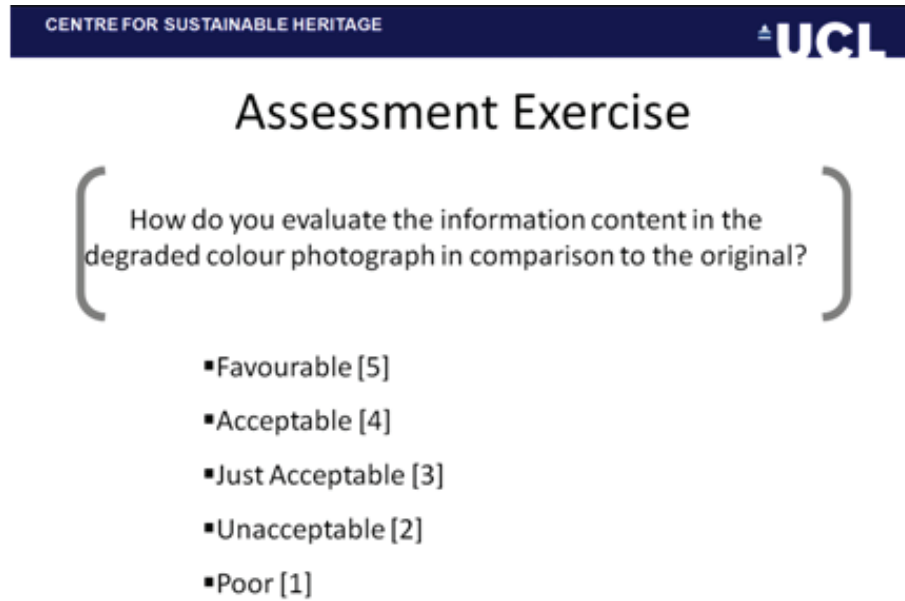 CENTRE FOR SUSTAINABLE HERITAGE
UCL
Assessment Exercise
How do you evaluate the information content in the
degraded colour photograph in comparison to the original?
▪Favourable [5]
▪Acceptable [4]
▪Just Acceptable [3]
▪Unacceptable [2]
▪Poor [1]